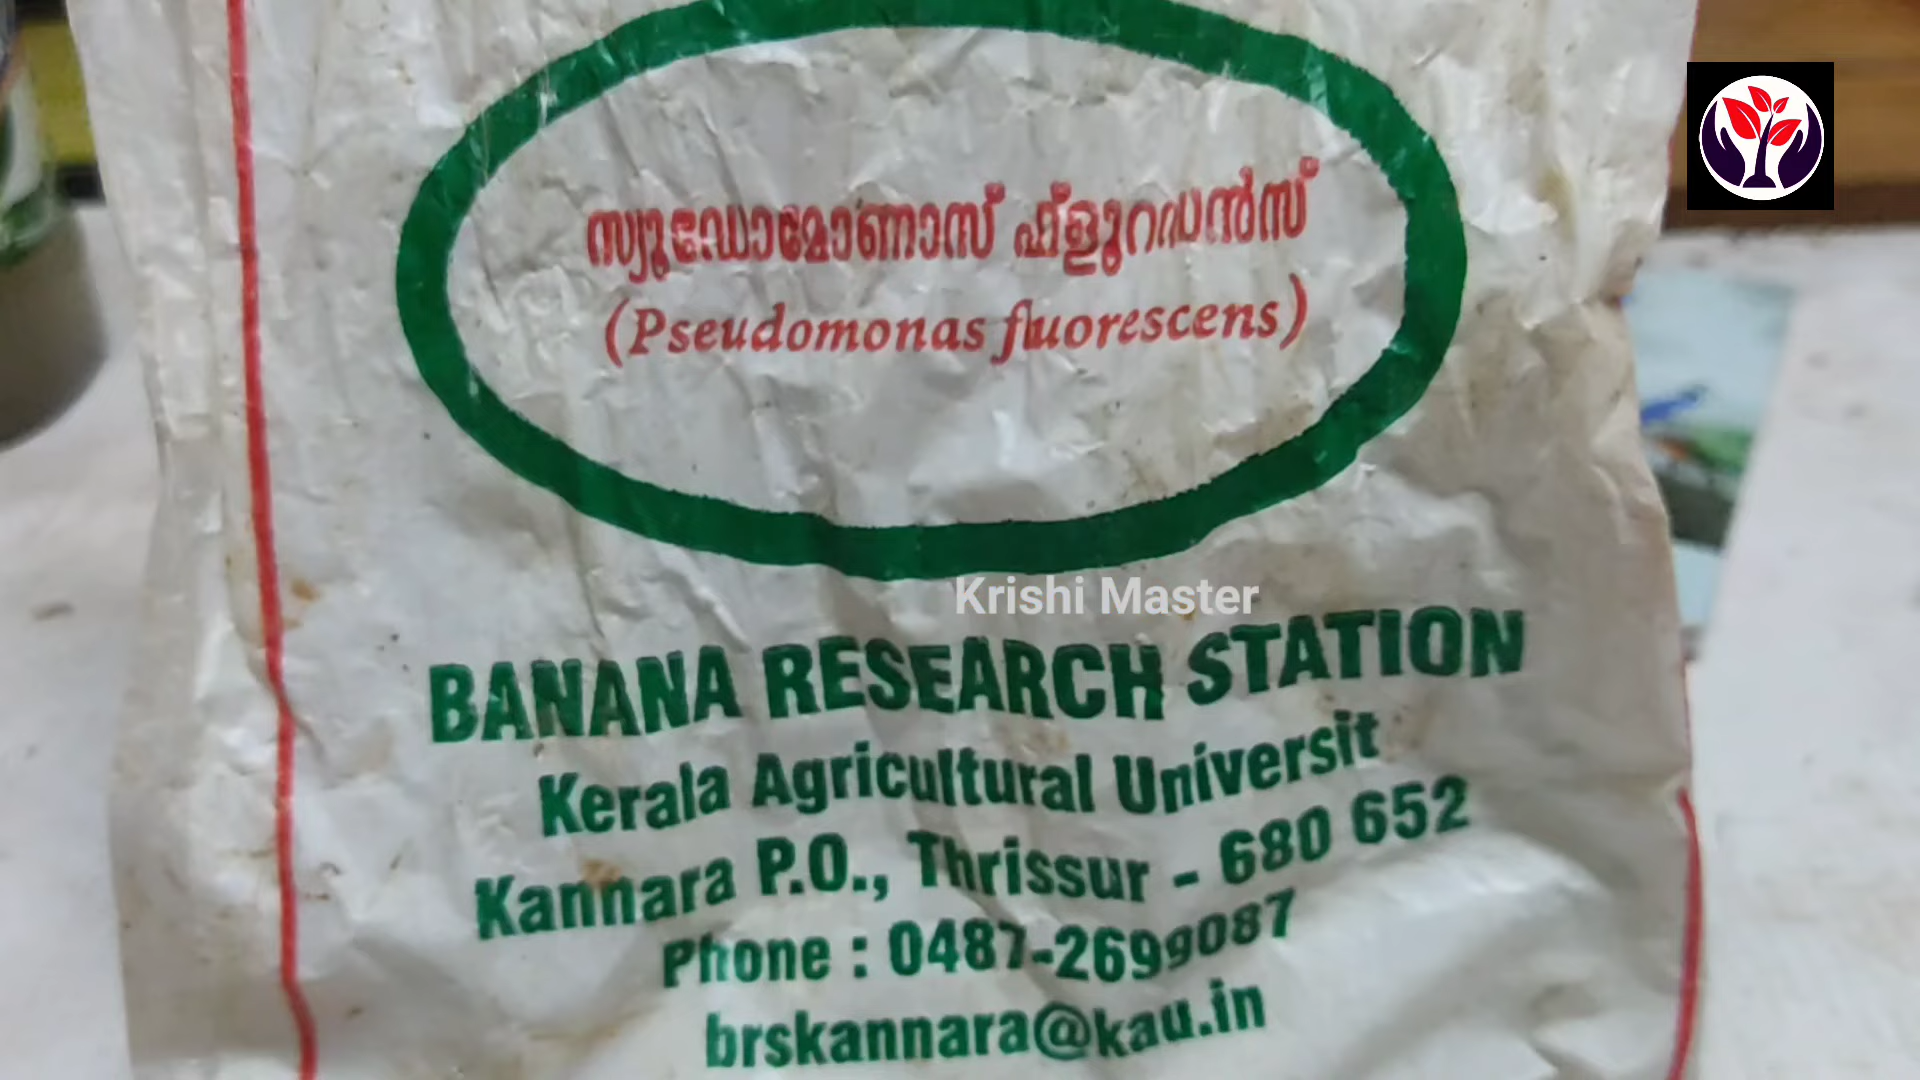 സ്യൂഡോമോണാസ് ഫ്ളൂറസൻസ്
(Pseudomonas fluorescens)
Krishi Master
BANANA RESEARCH STATION
Kerala Agricultural Universit
Kannara P.O., Thrissur - 680 652
Phone : 0487-2699087
brskannara@kau.in